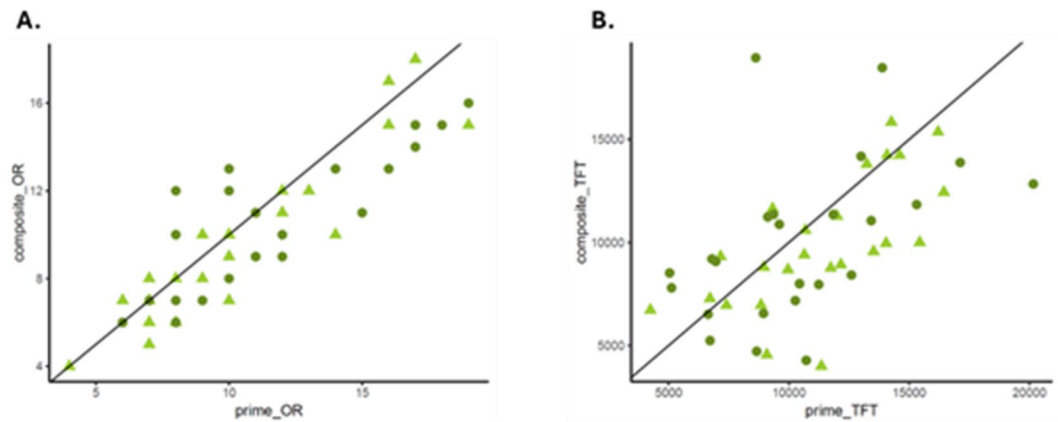 A.
B.
composite_OR
16
12
8
4
5
10
15
prime_OR
composite_TFT
15000
10000
5000
5000
10000
15000
20000
prime_TFT